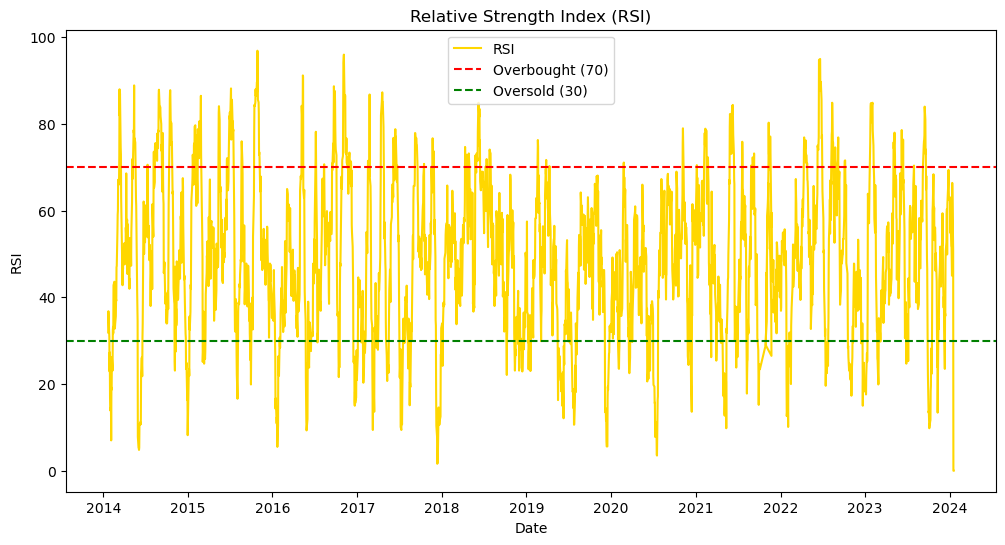 Relative Strength Index (RSI)
RSI
Overbought (70)
Oversold (30)
100
80
60
40
20
0
RSI
2014 2015 2016 2017 2018 2019 2020 2021 2022 2023 2024
Date